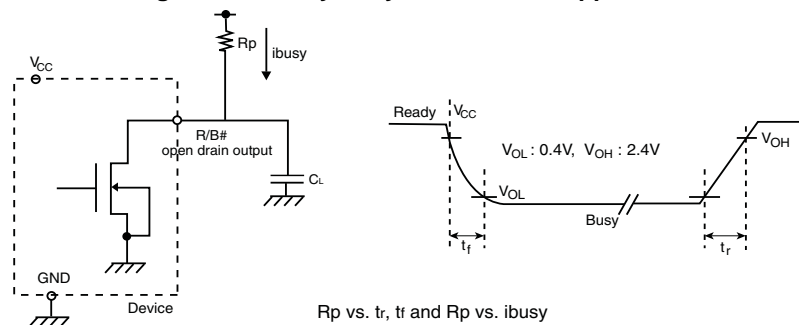 Rp
ibusy
VCC
R/B#
open drain output
CL
GND
Device
Ready
VCC
VOL : 0.4V, VOH : 2.4V
VOH
VOL
Busy
tf
tr
Rp vs. tr, tf and Rp vs. ibusy